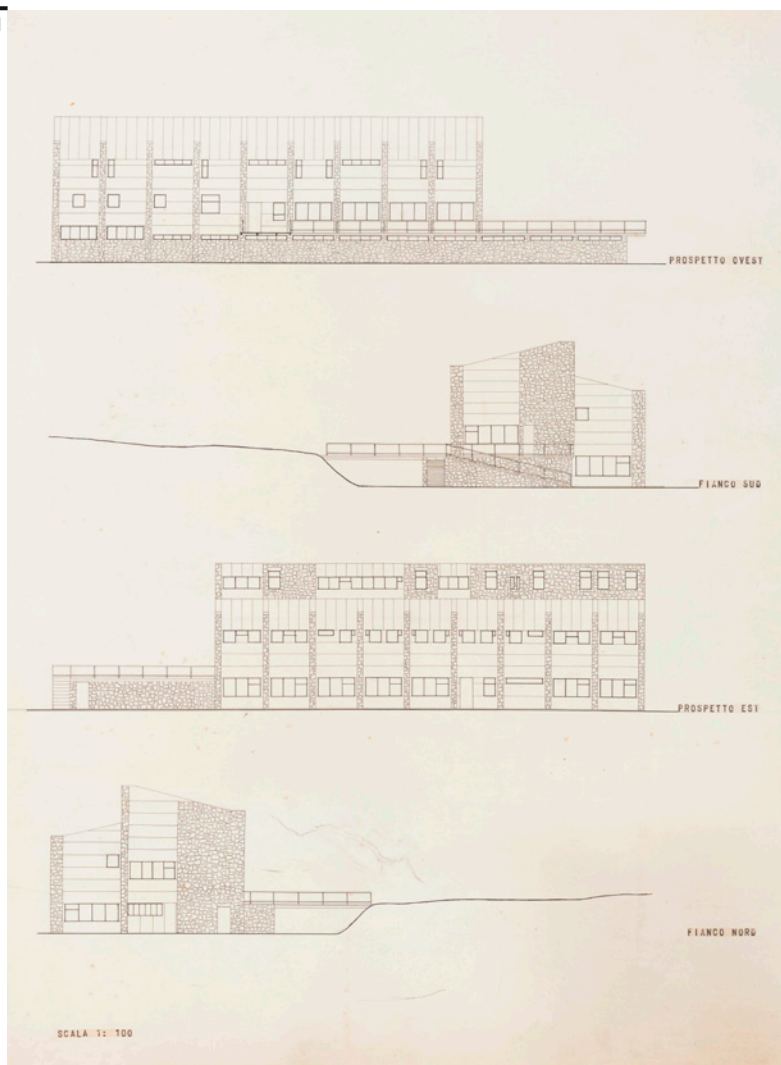 PROSPETTO OVEST
FIANCO SUD
PROSPETTO EST
FIANCO NORD
SCALA 1: 100